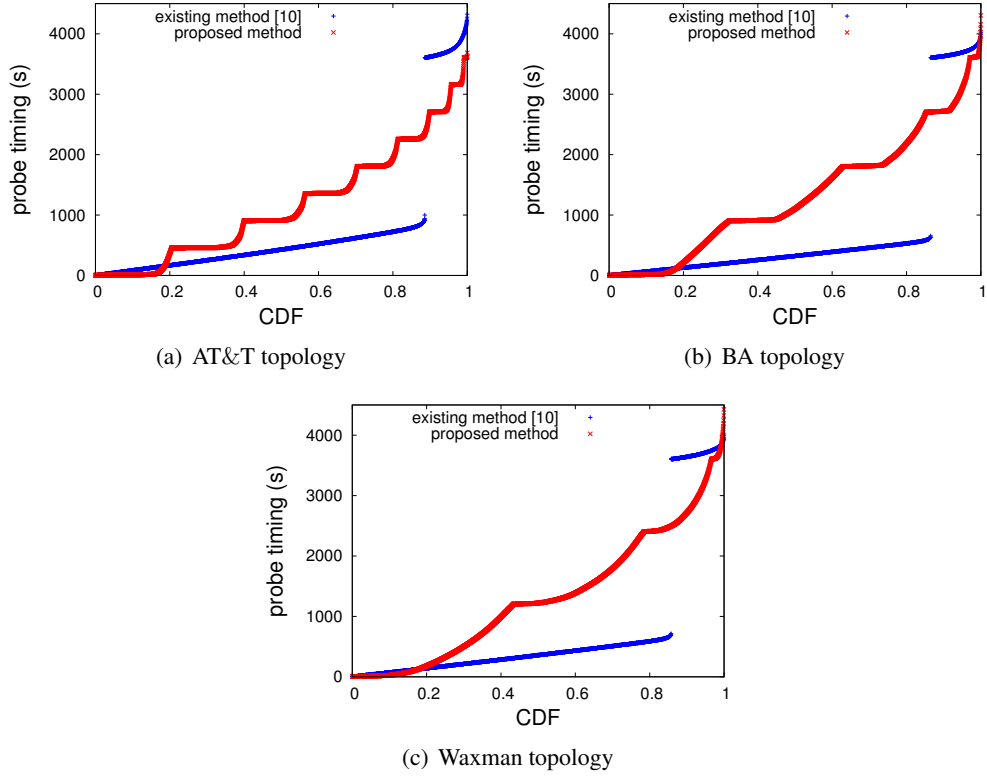 existing method [10]
proposed method
4000
3000
2000
1000
0
probe timing (s)
0 0.2 0.4 0.6 0.8 1
CDF
(a) AT&T topology
existing method [10]
proposed method
4000
3000
2000
1000
0
probe timing (s)
0 0.2 0.4 0.6 0.8 1
CDF
(b) BA topology
existing method [10]
proposed method
4000
3000
2000
1000
0
probe timing (s)
0 0.2 0.4 0.6 0.8 1
CDF
(c) Waxman topology